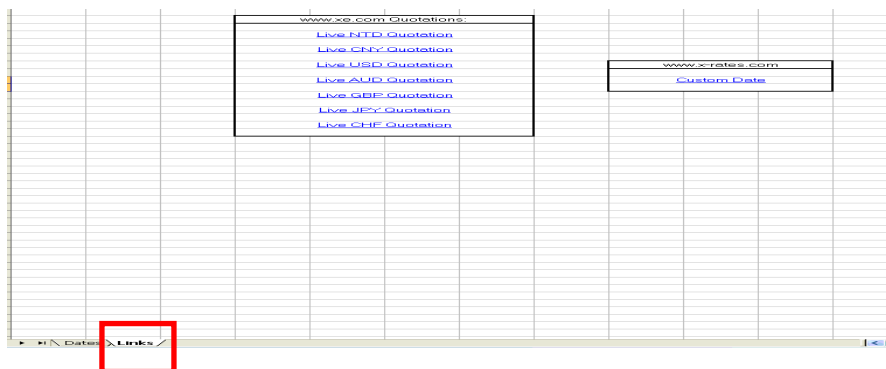 www.xe.com Quotations:
Live NTD Quotation
Live CNY Quotation
Live USD Quotation
Live AUD Quotation
Live GBP Quotation
Live JPY Quotation
Live CHF Quotation
www.x-rates.com
Custom Date
Dates
Links